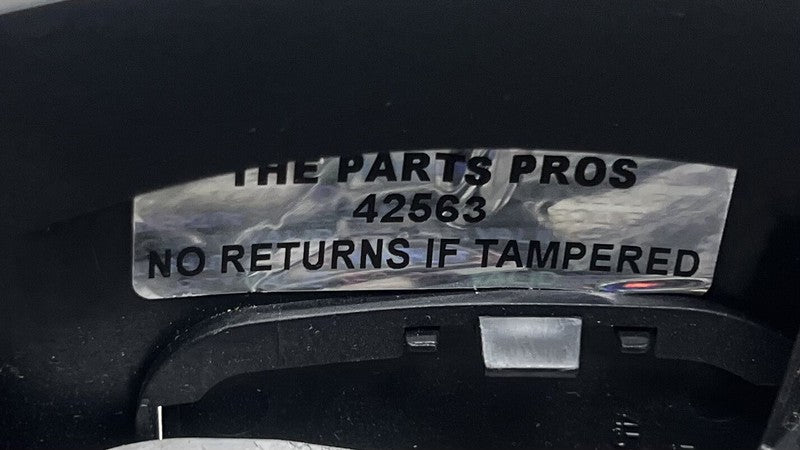 THE PARTS PROS
42563
NO RETURNS IF TAMPERED